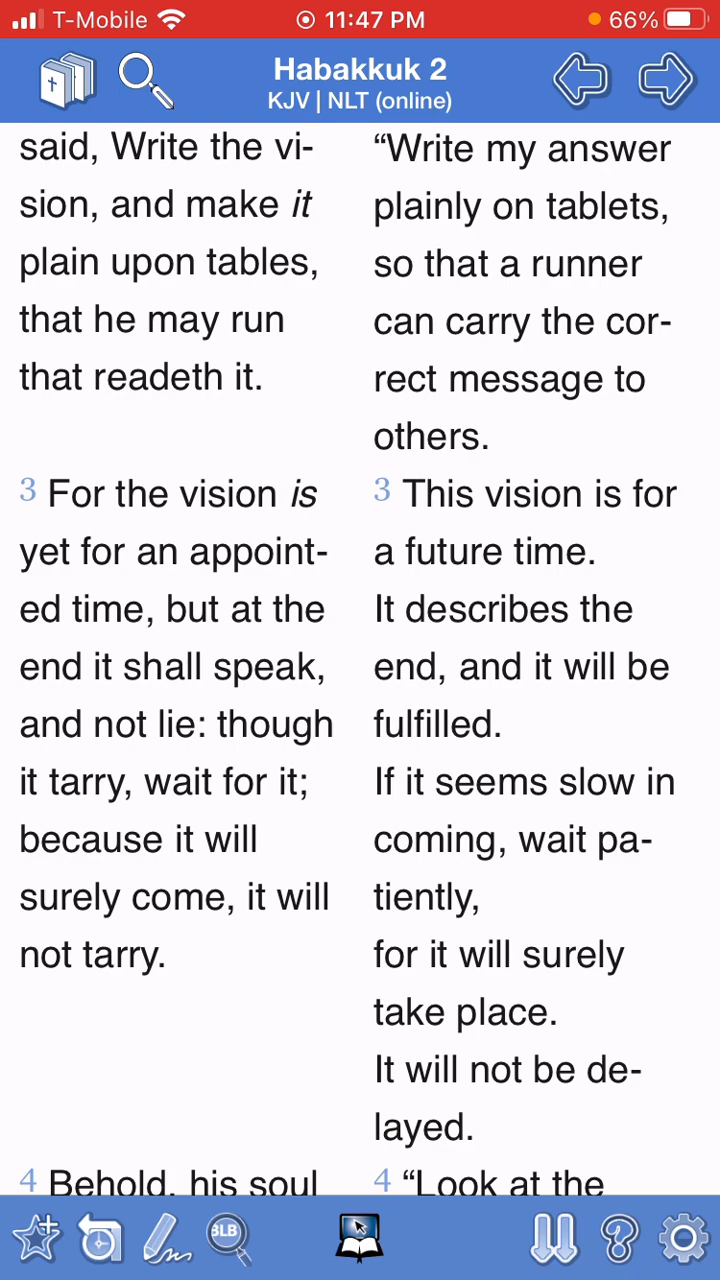 T-Mobile 11:47 PM 66%
Habakkuk 2
KJV | NLT (online)
said, Write the vi-
sion, and make it
plain upon tables,
that he may run
that readeth it.
3 For the vision is
yet for an appoint-
ed time, but at the
end it shall speak,
and not lie: though
it tarry, wait for it;
because it will
surely come, it will
not tarry.
4 Behold, his soul
“Write my answer
plainly on tablets,
so that a runner
can carry the cor-
rect message to
others.
3 This vision is for
a future time.
It describes the
end, and it will be
fulfilled.
If it seems slow in
coming, wait pa-
tiently,
for it will surely
take place.
It will not be de-
layed.
4 “Look at the
BLB